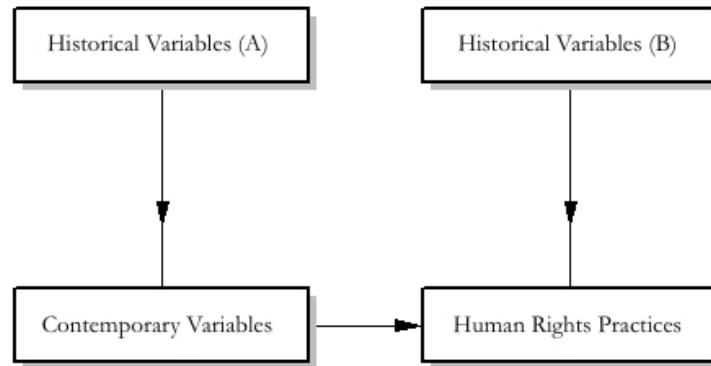 Historical Variables (A)
Historical Variables (B)
Contemporary Variables
Human Rights Practices